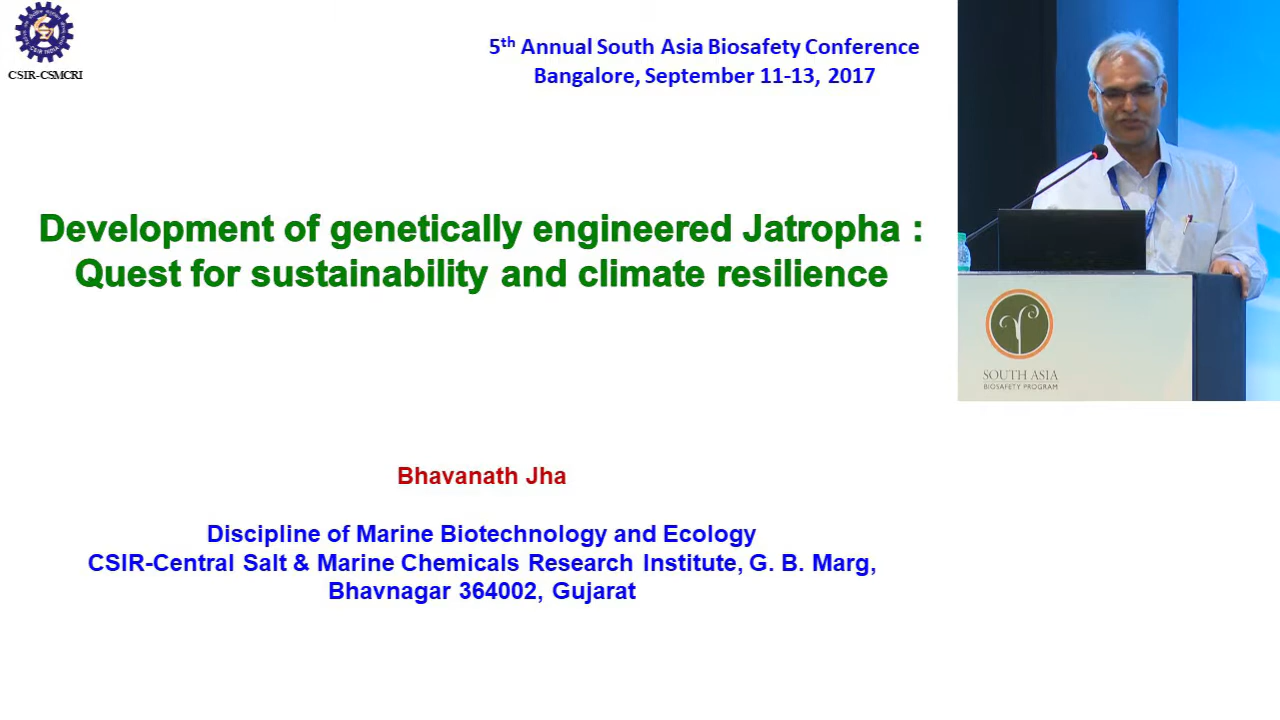 CSIR-CSMCRI
5th Annual South Asia Biosafety Conference
Bangalore, September 11-13, 2017
Development of genetically engineered Jatropha :
Quest for sustainability and climate resilience
SOUTH ASIA
BIOSAFETY PROGRAM
Bhavanath Jha
Discipline of Marine Biotechnology and Ecology
CSIR-Central Salt & Marine Chemicals Research Institute, G. B. Marg,
Bhavnagar 364002, Gujarat